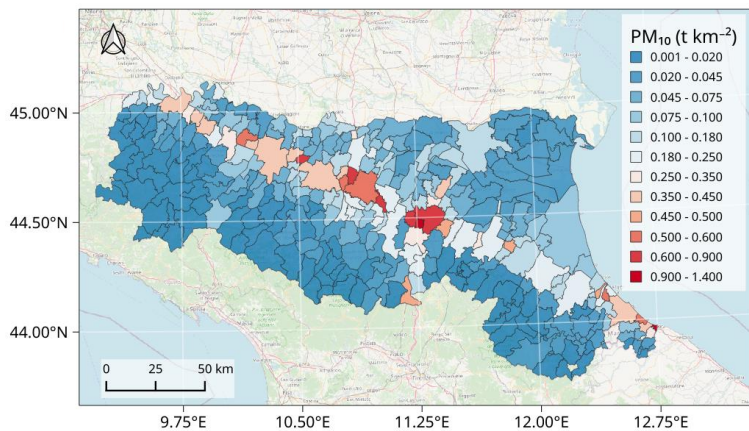 PM₁₀ (t km⁻²)
0.001 - 0.020
0.020 - 0.045
0.045 - 0.075
0.075 - 0.100
0.100 - 0.180
0.180 - 0.250
0.250 - 0.350
0.350 - 0.450
0.450 - 0.500
0.500 - 0.600
0.600 - 0.900
0.900 - 1.400
45.00°N
44.50°N
44.00°N
0 25 50 km
9.75°E 10.50°E 11.25°E 12.00°E 12.75°E